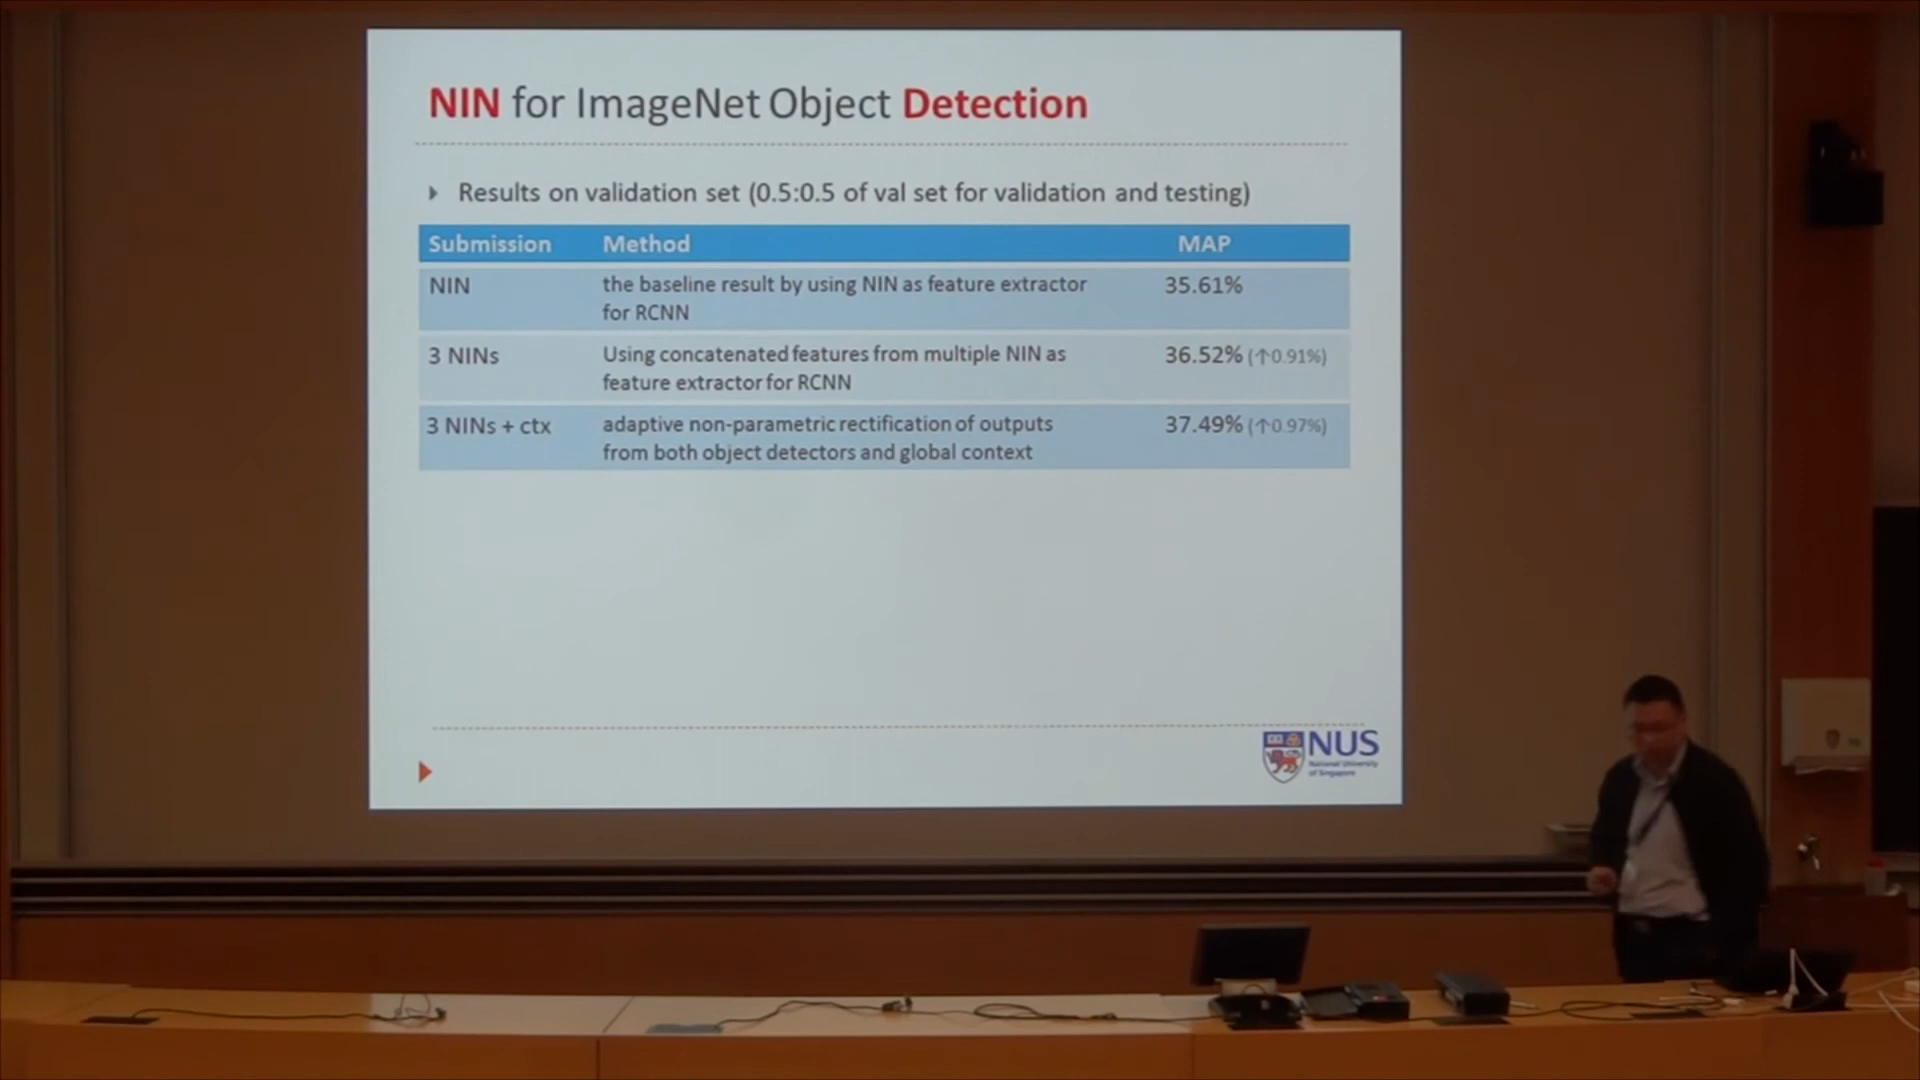 NIN for ImageNet Object Detection
Results on validation set (0.5:0.5 of val set for validation and testing)
Submission Method MAP
NIN the baseline result by using NIN as feature extractor 35.61%
for RCNN
3 NINs Using concatenated features from multiple NIN as 36.52% (↑0.91%)
feature extractor for RCNN
3 NINs + ctx adaptive non-parametric rectification of outputs 37.49% (↑0.97%)
from both object detectors and global context
NUS
National University
of Singapore